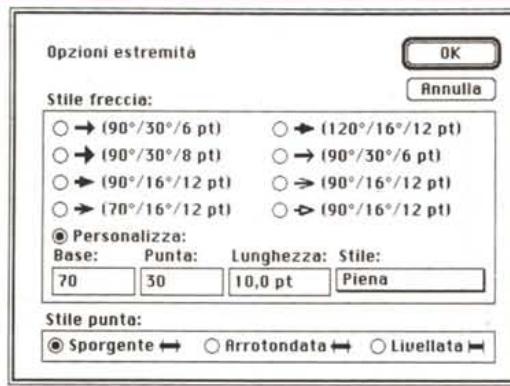 Opzioni estremità
OK
Annulla
Stile freccia:
(90°/30°/6 pt) (120°/16°/12 pt)
(90°/30°/8 pt) (90°/30°/6 pt)
(90°/16°/12 pt) (90°/16°/12 pt)
(70°/16°/12 pt) (90°/16°/12 pt)
Personalizza:
Base: Punta: Lunghezza: Stile:
70 30 10,0 pt Piena
Stile punta:
Sporgente Arrotondata Livellata